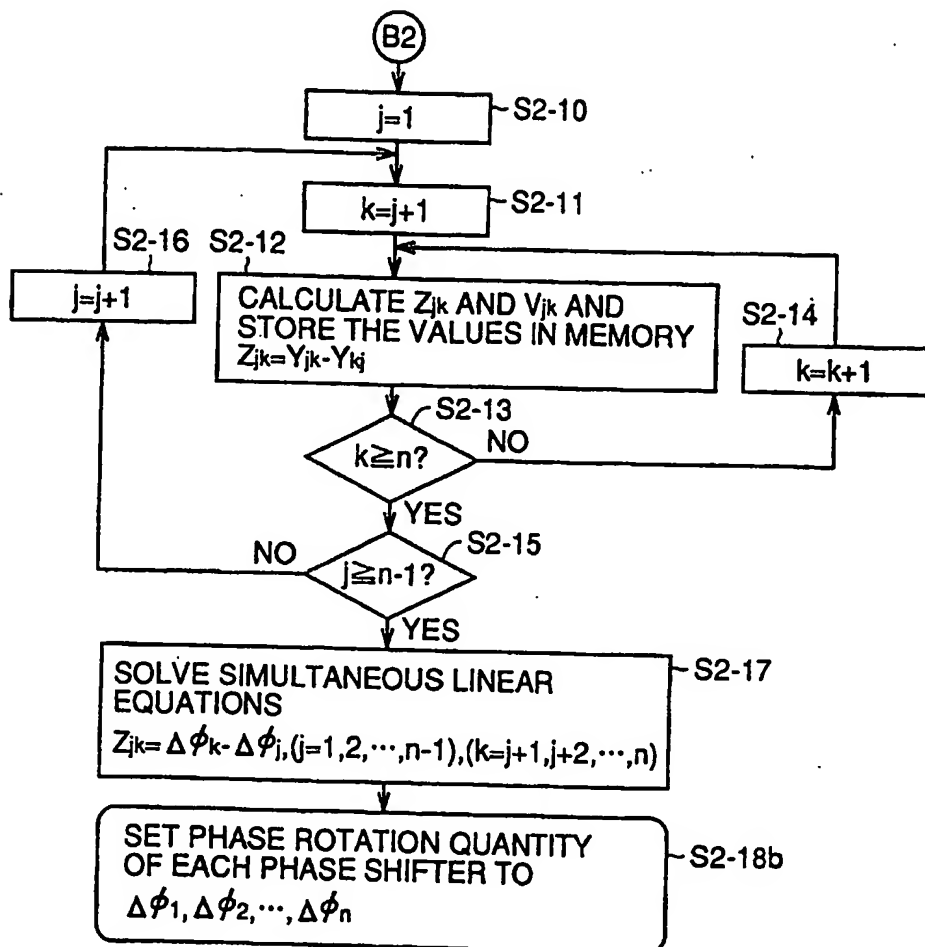 B2
j=1
S2-10
k=j+1
S2-11
S2-16
S2-12
j=j+1
CALCULATE Zjk AND Vjk AND
STORE THE VALUES IN MEMORY
Zjk=Yjk-Ykj
S2-14
k=k+1
S2-13
k≧n?
NO
YES
S2-15
NO
j≧n-1?
YES
S2-17
SOLVE SIMULTANEOUS LINEAR
EQUATIONS
Zjk=Δϕk-Δϕj,(j=1,2,⋯,n-1),(k=j+1,j+2,⋯,n)
SET PHASE ROTATION QUANTITY
OF EACH PHASE SHIFTER TO
Δϕ1,Δϕ2,⋯,Δϕn
S2-18b